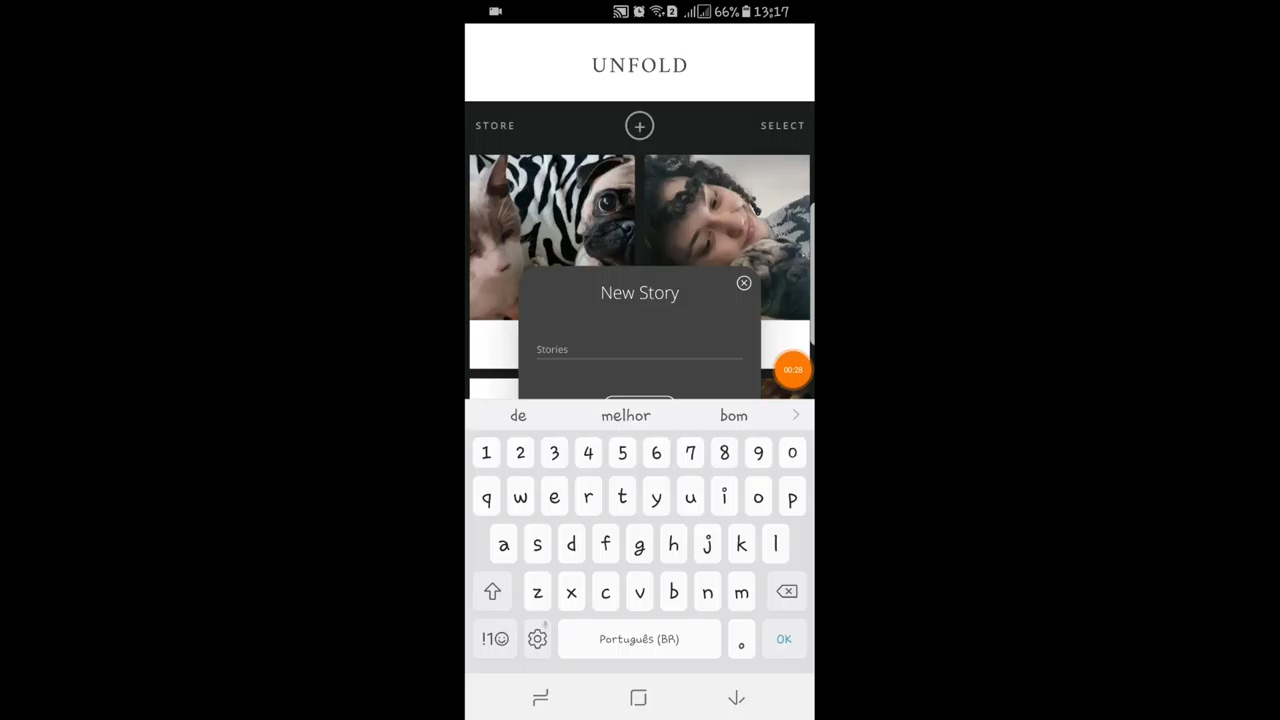 2 66% 13:17
UNFOLD
STORE + SELECT
New Story
Stories
00:28
de melhor bom
1 2 3 4 5 6 7 8 9 0
q w e r t y u i o p
a s d f g h j k l
z x c v b n m
!1☺ Português (BR) . OK